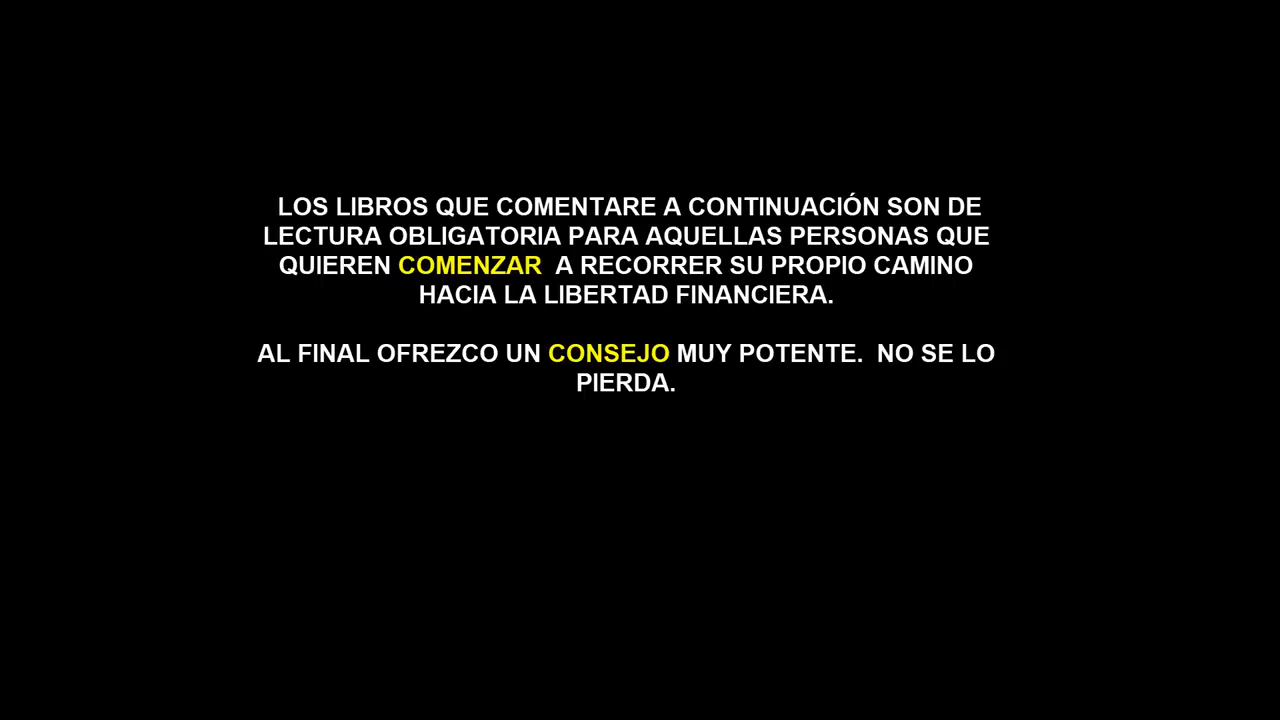 LOS LIBROS QUE COMENTARE A CONTINUACIÓN SON DE
LECTURA OBLIGATORIA PARA AQUELLAS PERSONAS QUE
QUIEREN COMENZAR A RECORRER SU PROPIO CAMINO
HACIA LA LIBERTAD FINANCIERA.
AL FINAL OFREZCO UN CONSEJO MUY POTENTE. NO SE LO
PIERDA.